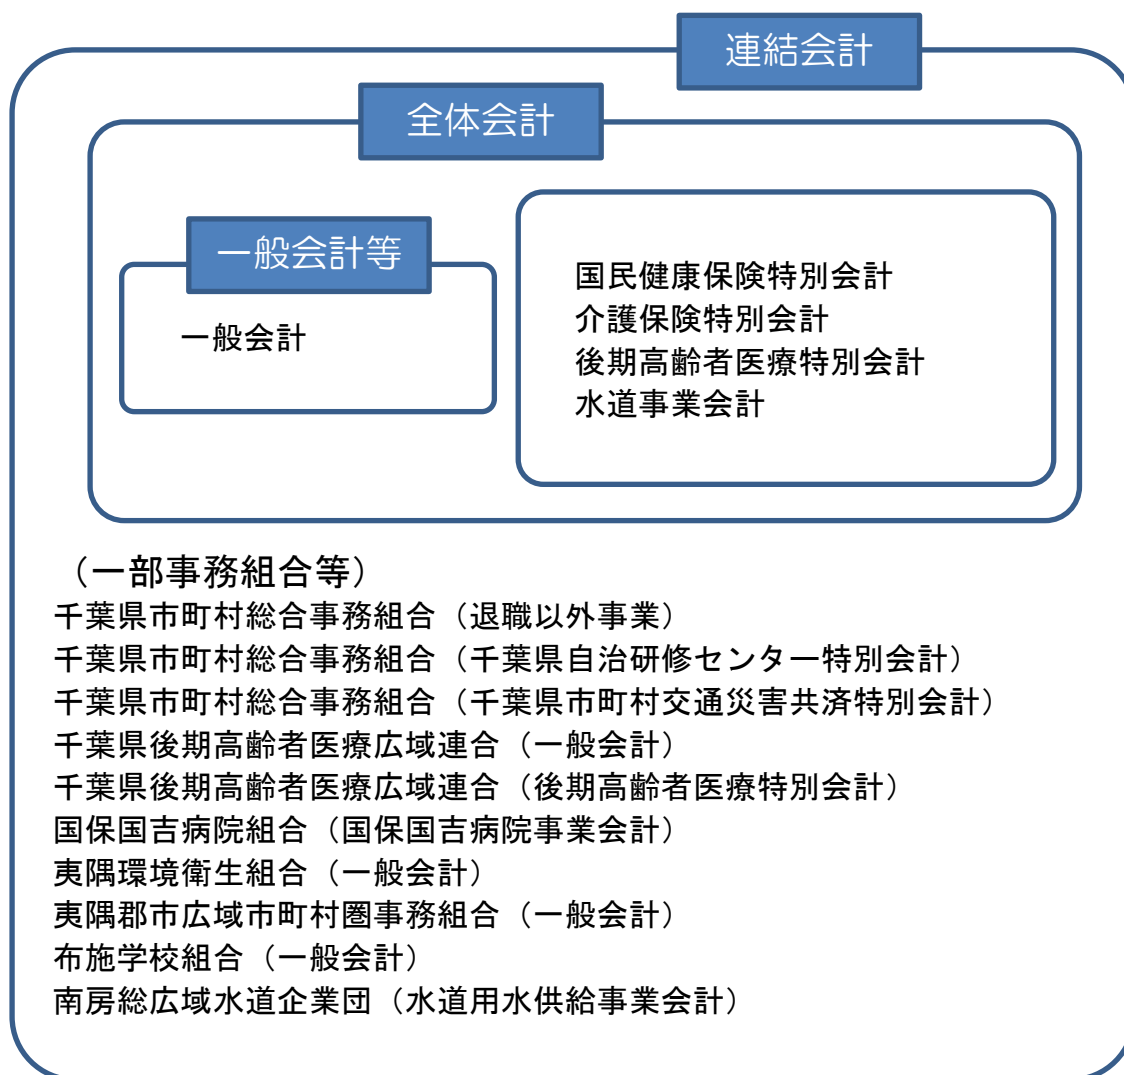 連結会計
全体会計
一般会計等
一般会計
国民健康保険特別会計
介護保険特別会計
後期高齢者医療特別会計
水道事業会計
（一部事務組合等）
千葉県市町村総合事務組合（退職以外事業）
千葉県市町村総合事務組合（千葉県自治研修センター特別会計）
千葉県市町村総合事務組合（千葉県市町村交通災害共済特別会計）
千葉県後期高齢者医療広域連合（一般会計）
千葉県後期高齢者医療広域連合（後期高齢者医療特別会計）
国保国吉病院組合（国保国吉病院事業会計）
夷隅環境衛生組合（一般会計）
夷隅郡市広域市町村圏事務組合（一般会計）
布施学校組合（一般会計）
南房総広域水道企業団（水道用水供給事業会計）